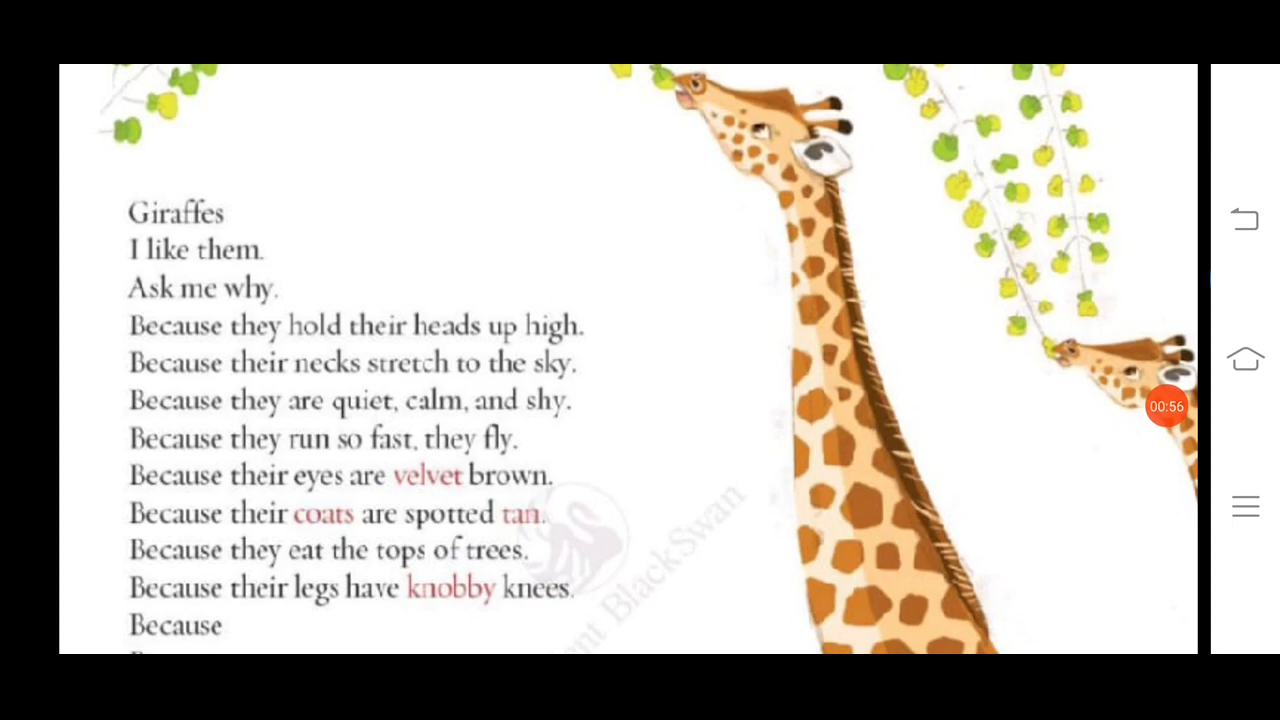 Giraffes
I like them.
Ask me why.
Because they hold their heads up high.
Because their necks stretch to the sky.
Because they are quiet, calm, and shy.
Because they run so fast, they fly.
Because their eyes are velvet brown.
Because their coats are spotted tan.
Because they eat the tops of trees.
Because their legs have knobby knees.
Because
BlackSwan
00:56